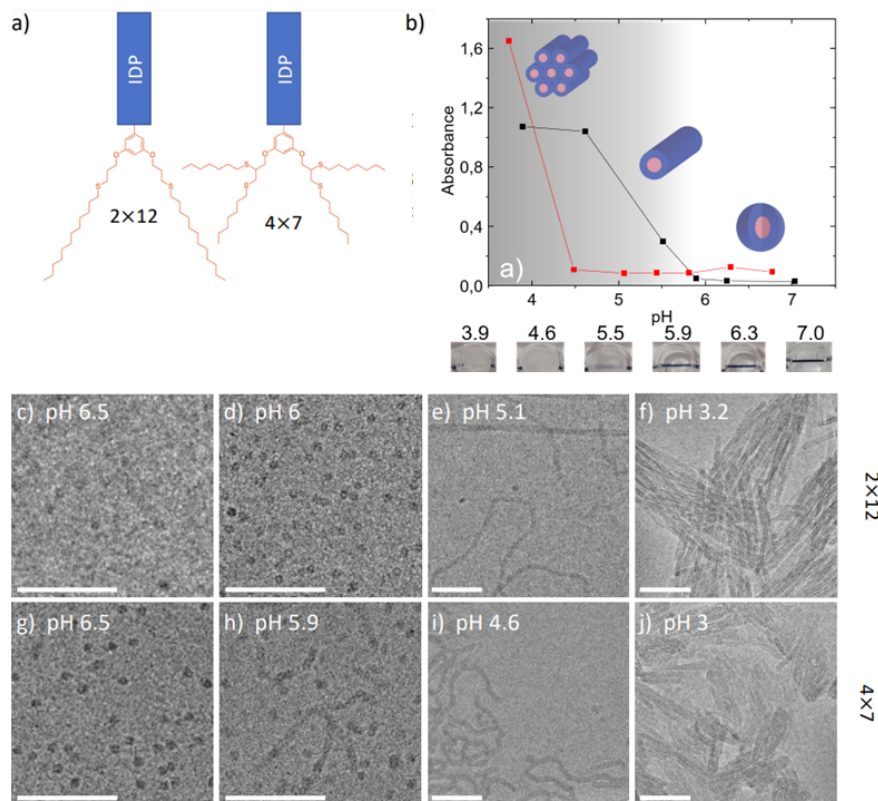 a)
b)
IDP
IDP
O
O
S
S
2×12
O
O
S
S
S
S
4×7
Absorbance
1,6
1,2
0,8
0,4
0,0
a)
4
5
6
7
pH
3.9
4.6
5.5
5.9
6.3
7.0
c) pH 6.5
d) pH 6
e) pH 5.1
f) pH 3.2
2×12
g) pH 6.5
h) pH 5.9
i) pH 4.6
j) pH 3
4×7